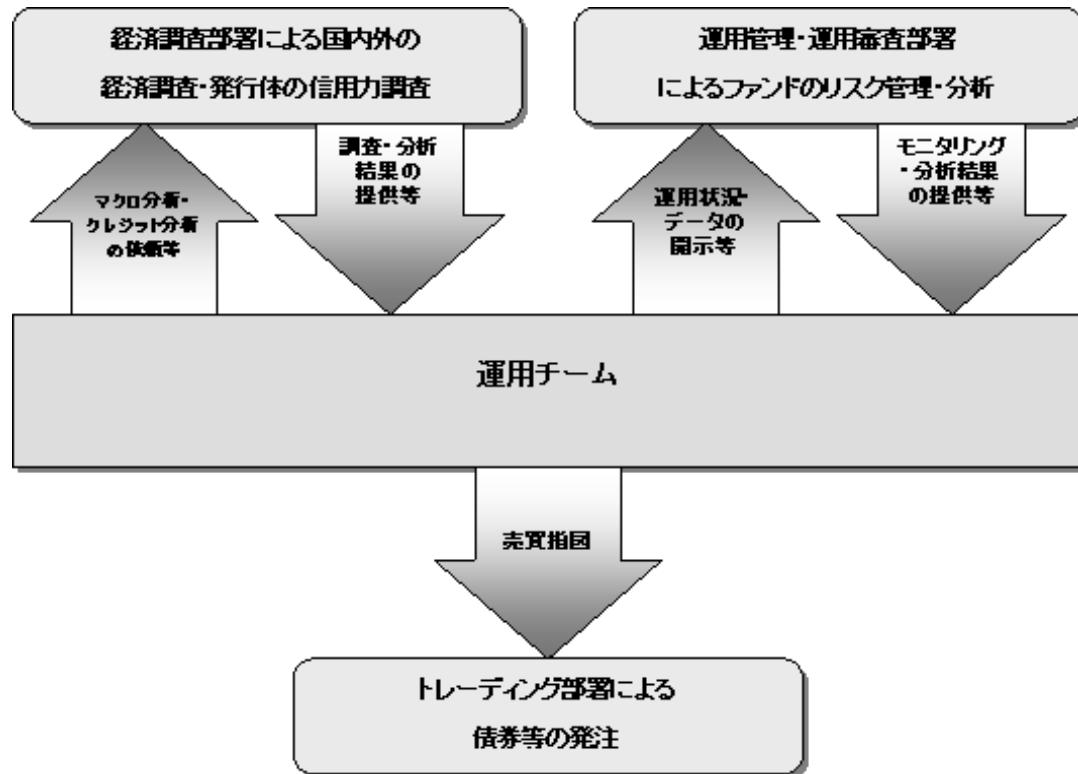 経済調査部署による国内外の
経済調査・発行体の信用力調査
運用管理・運用審査部署
によるファンドのリスク管理・分析
マクロ分析・
クレジット分析
の依頼等
調査・分析
結果の
提供等
運用状況・
データの
開示等
モニタリング
・分析結果
の提供等
運用チーム
売買指図
トレーディング部署による
債券等の発注